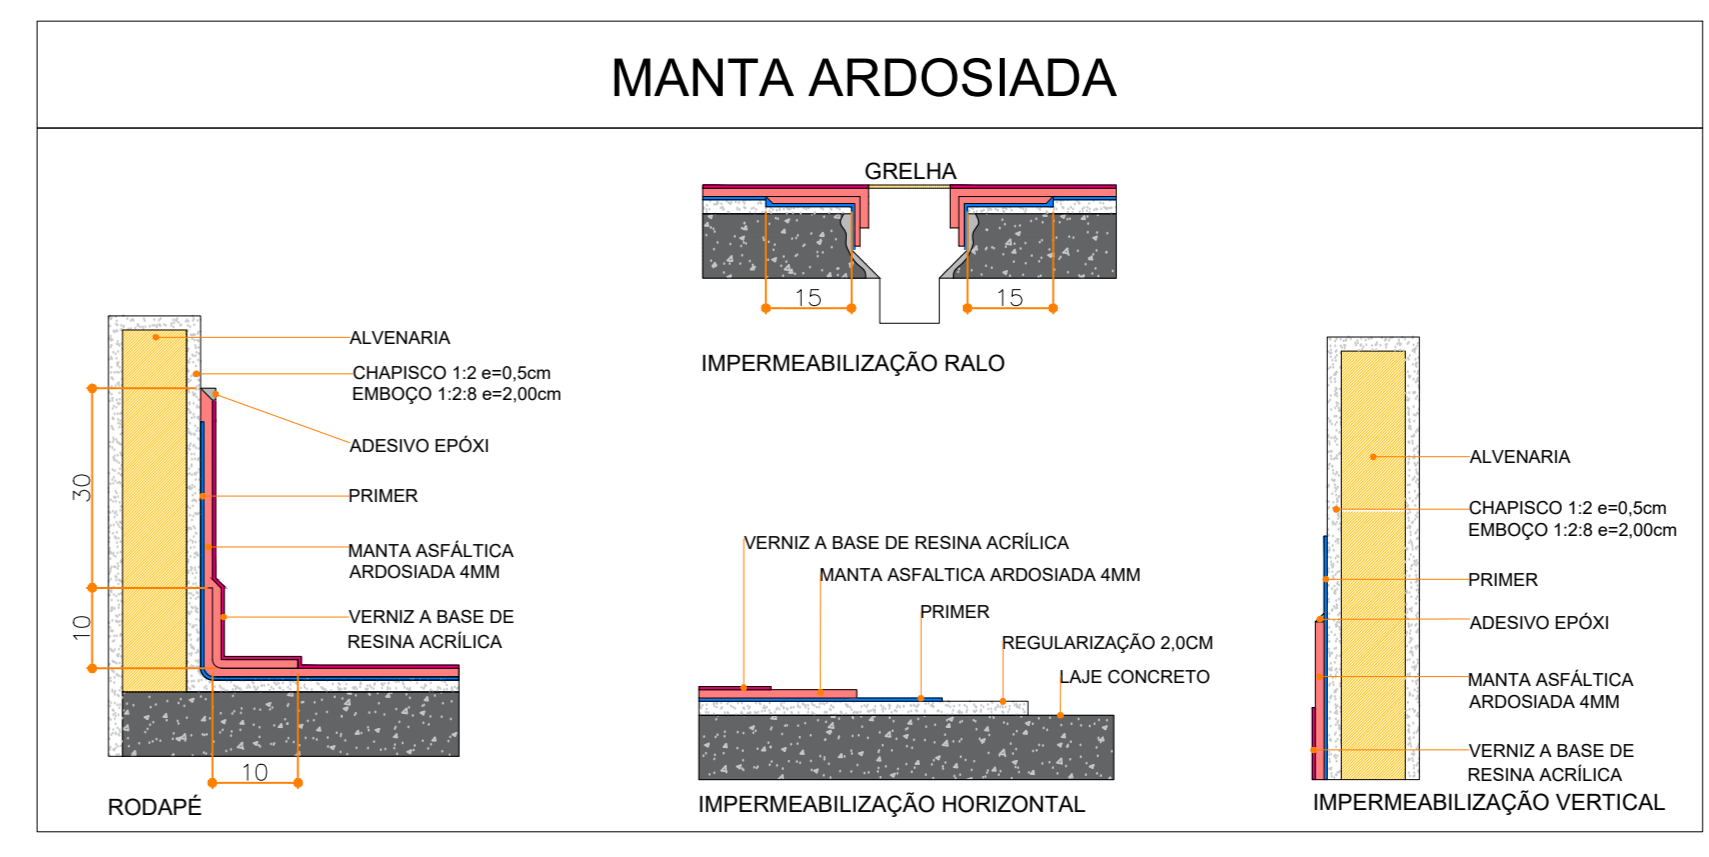 MANTA ARDOSIADA
GRELHA
15
15
IMPERMEABILIZAÇÃO RALO
ALVENARIA
CHAPISCO 1:2 e=0,5cm
EMBOÇO 1:2:8 e=2,00cm
ADESIVO EPÓXI
PRIMER
MANTA ASFÁLTICA
ARDOSIADA 4MM
VERNIZ A BASE DE
RESINA ACRÍLICA
30
10
10
RODAPÉ
VERNIZ A BASE DE RESINA ACRÍLICA
MANTA ASFALTICA ARDOSIADA 4MM
PRIMER
REGULARIZAÇÃO 2,0CM
LAJE CONCRETO
IMPERMEABILIZAÇÃO HORIZONTAL
ALVENARIA
CHAPISCO 1:2 e=0,5cm
EMBOÇO 1:2:8 e=2,00cm
PRIMER
ADESIVO EPÓXI
MANTA ASFÁLTICA
ARDOSIADA 4MM
VERNIZ A BASE DE
RESINA ACRÍLICA
IMPERMEABILIZAÇÃO VERTICAL